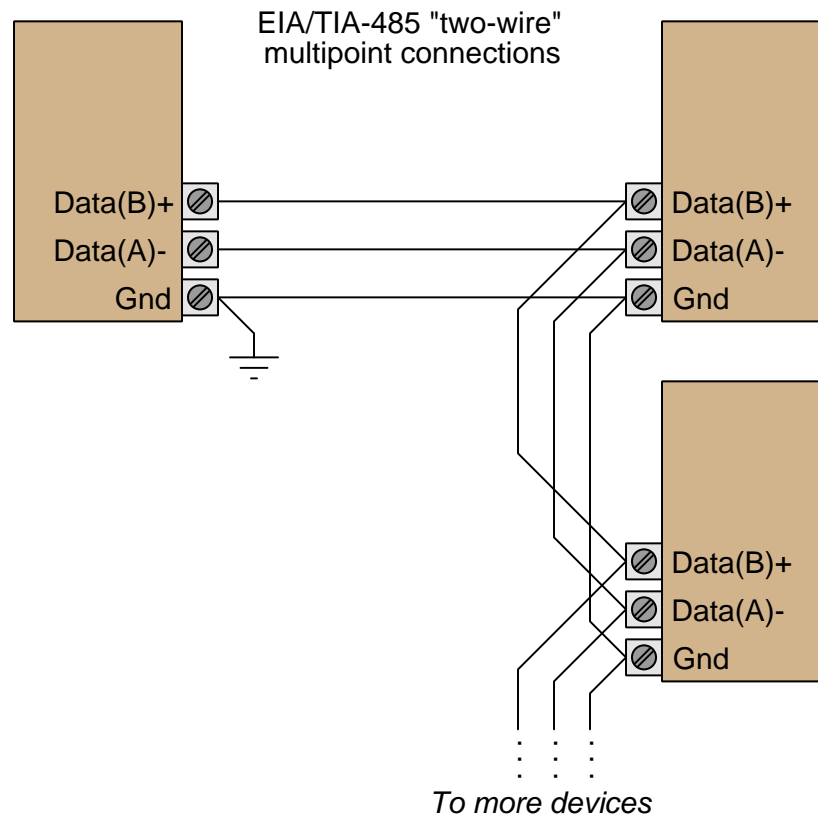 EIA/TIA-485 "two-wire"
multipoint connections
Data(B)+
Data(A)-
Gnd
Data(B)+
Data(A)-
Gnd
Data(B)+
Data(A)-
Gnd
To more devices